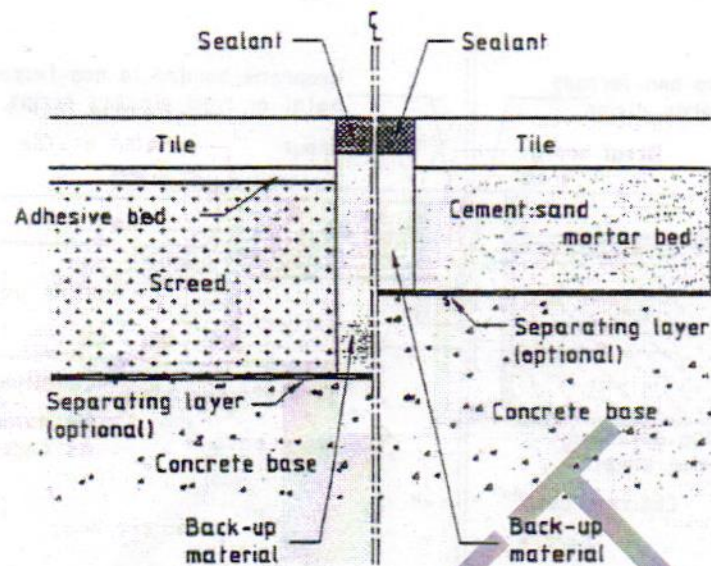 ℄
Sealant
Sealant
Tile
Tile
Adhesive bed
Cement:sand
mortar bed
Screed
Separating layer
(optional)
Separating layer
(optional)
Concrete base
Concrete base
Back-up
material
Back-up
material